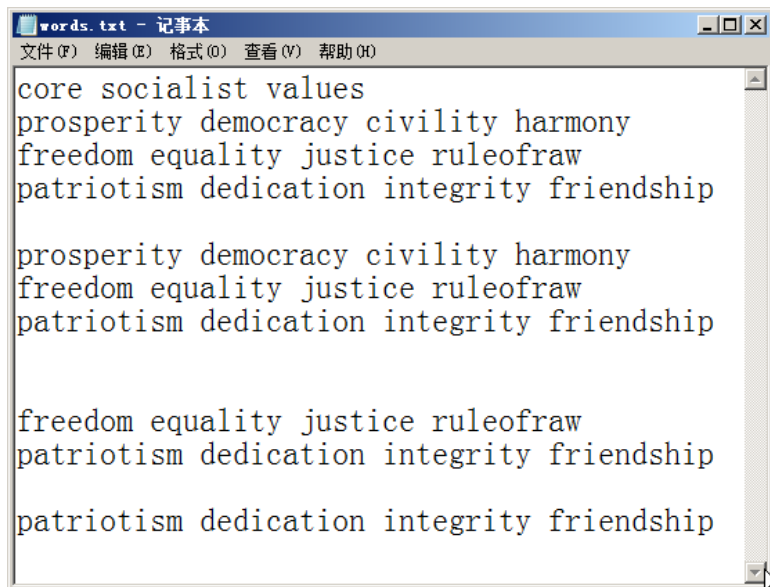 words.txt - 记事本
文件(F) 编辑(E) 格式(O) 查看(V) 帮助(H)
core socialist values
prosperity democracy civility harmony
freedom equality justice ruleofraw
patriotism dedication integrity friendship
prosperity democracy civility harmony
freedom equality justice ruleofraw
patriotism dedication integrity friendship
freedom equality justice ruleofraw
patriotism dedication integrity friendship
patriotism dedication integrity friendship